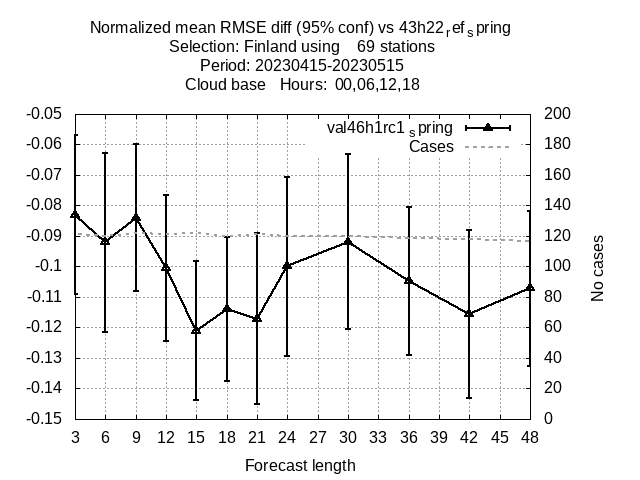 Normalized mean RMSE diff (95% conf) vs 43h22refspring
Selection: Finland using 69 stations
Period: 20230415-20230515
Cloud base Hours: 00,06,12,18
val46h1rc1spring
Cases
-0.05
-0.06
-0.07
-0.08
-0.09
-0.1
-0.11
-0.12
-0.13
-0.14
-0.15
200
180
160
140
120
100
80
60
40
20
0
No cases
3 6 9 12 15 18 21 24 27 30 33 36 39 42 45 48
Forecast length